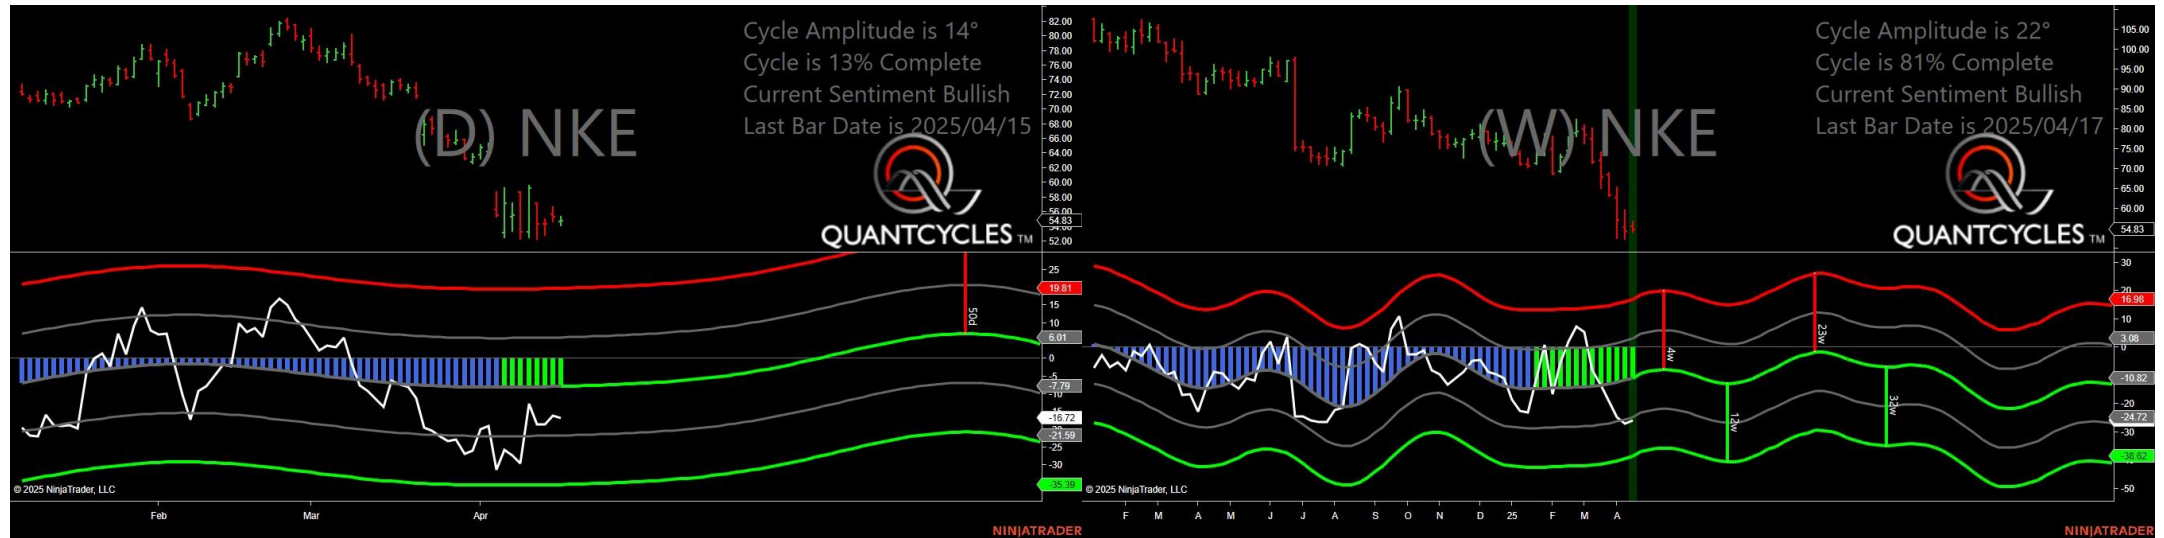 Cycle Amplitude is 14°
Cycle is 13% Complete
Current Sentiment Bullish
Last Bar Date is 2025/04/15
(D) NKE
QUANTCYCLES TM
82.00
80.00
78.00
76.00
74.00
72.00
70.00
68.00
66.00
64.00
62.00
60.00
58.00
56.00
54.83
54.00
52.00
25
19.81
15
10
6.01
0
-5
-7.79
-10
-15
-16.72
-21.59
-25
-30
-35.39
50d
© 2025 NinjaTrader, LLC
Feb Mar Apr
NINJATRADER
Cycle Amplitude is 22°
Cycle is 81% Complete
Current Sentiment Bullish
Last Bar Date is 2025/04/17
(W) NKE
QUANTCYCLES TM
105.00
100.00
95.00
90.00
85.00
80.00
75.00
70.00
65.00
60.00
54.83
30
20
16.98
10
3.08
0
-10.82
-20
-24.72
-30
-38.62
-50
4w
12w
23w
32w
© 2025 NinjaTrader, LLC
F M A M J J A S O N D 25 F M A
NINJATRADER